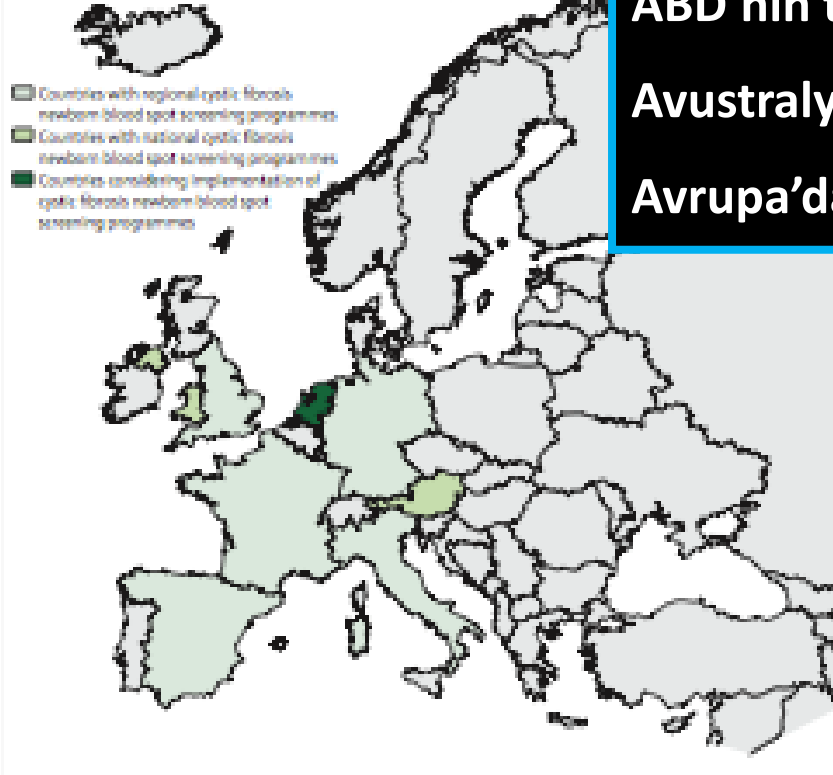 ABD'nin t
Avustraly
Avrupa'da
Countries with regional cystic fibrosis
newborn blood spot screening programmes
Countries with national cystic fibrosis
newborn blood spot screening programmes
Countries considering implementation of
cystic fibrosis newborn blood spot
screening programmes